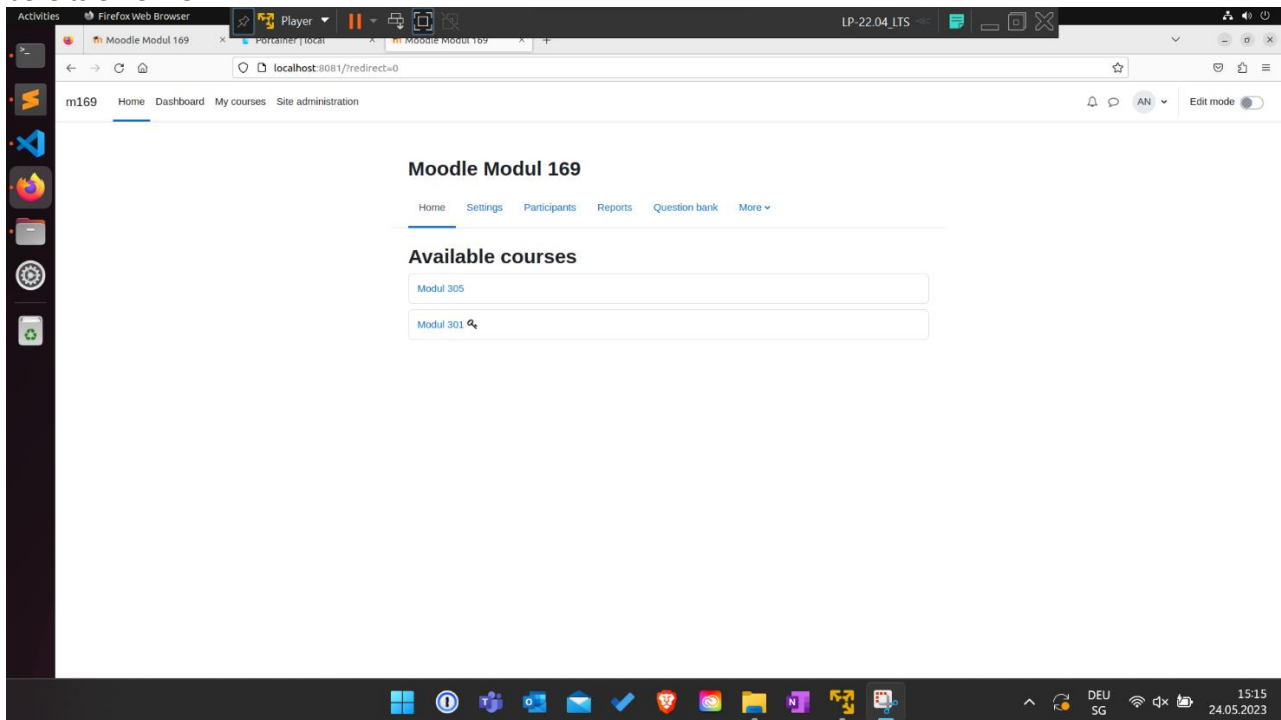 Activities Firefox Web Browser Player LP-22.04_LTS
Moodle Modul 169 Portainer | local Moodle Modul 169
localhost:8081/?redirect=0
m169 Home Dashboard My courses Site administration AN Edit mode
Moodle Modul 169
Home Settings Participants Reports Question bank More
Available courses
Modul 305
Modul 301
DEU 15:15
SG 24.05.2023